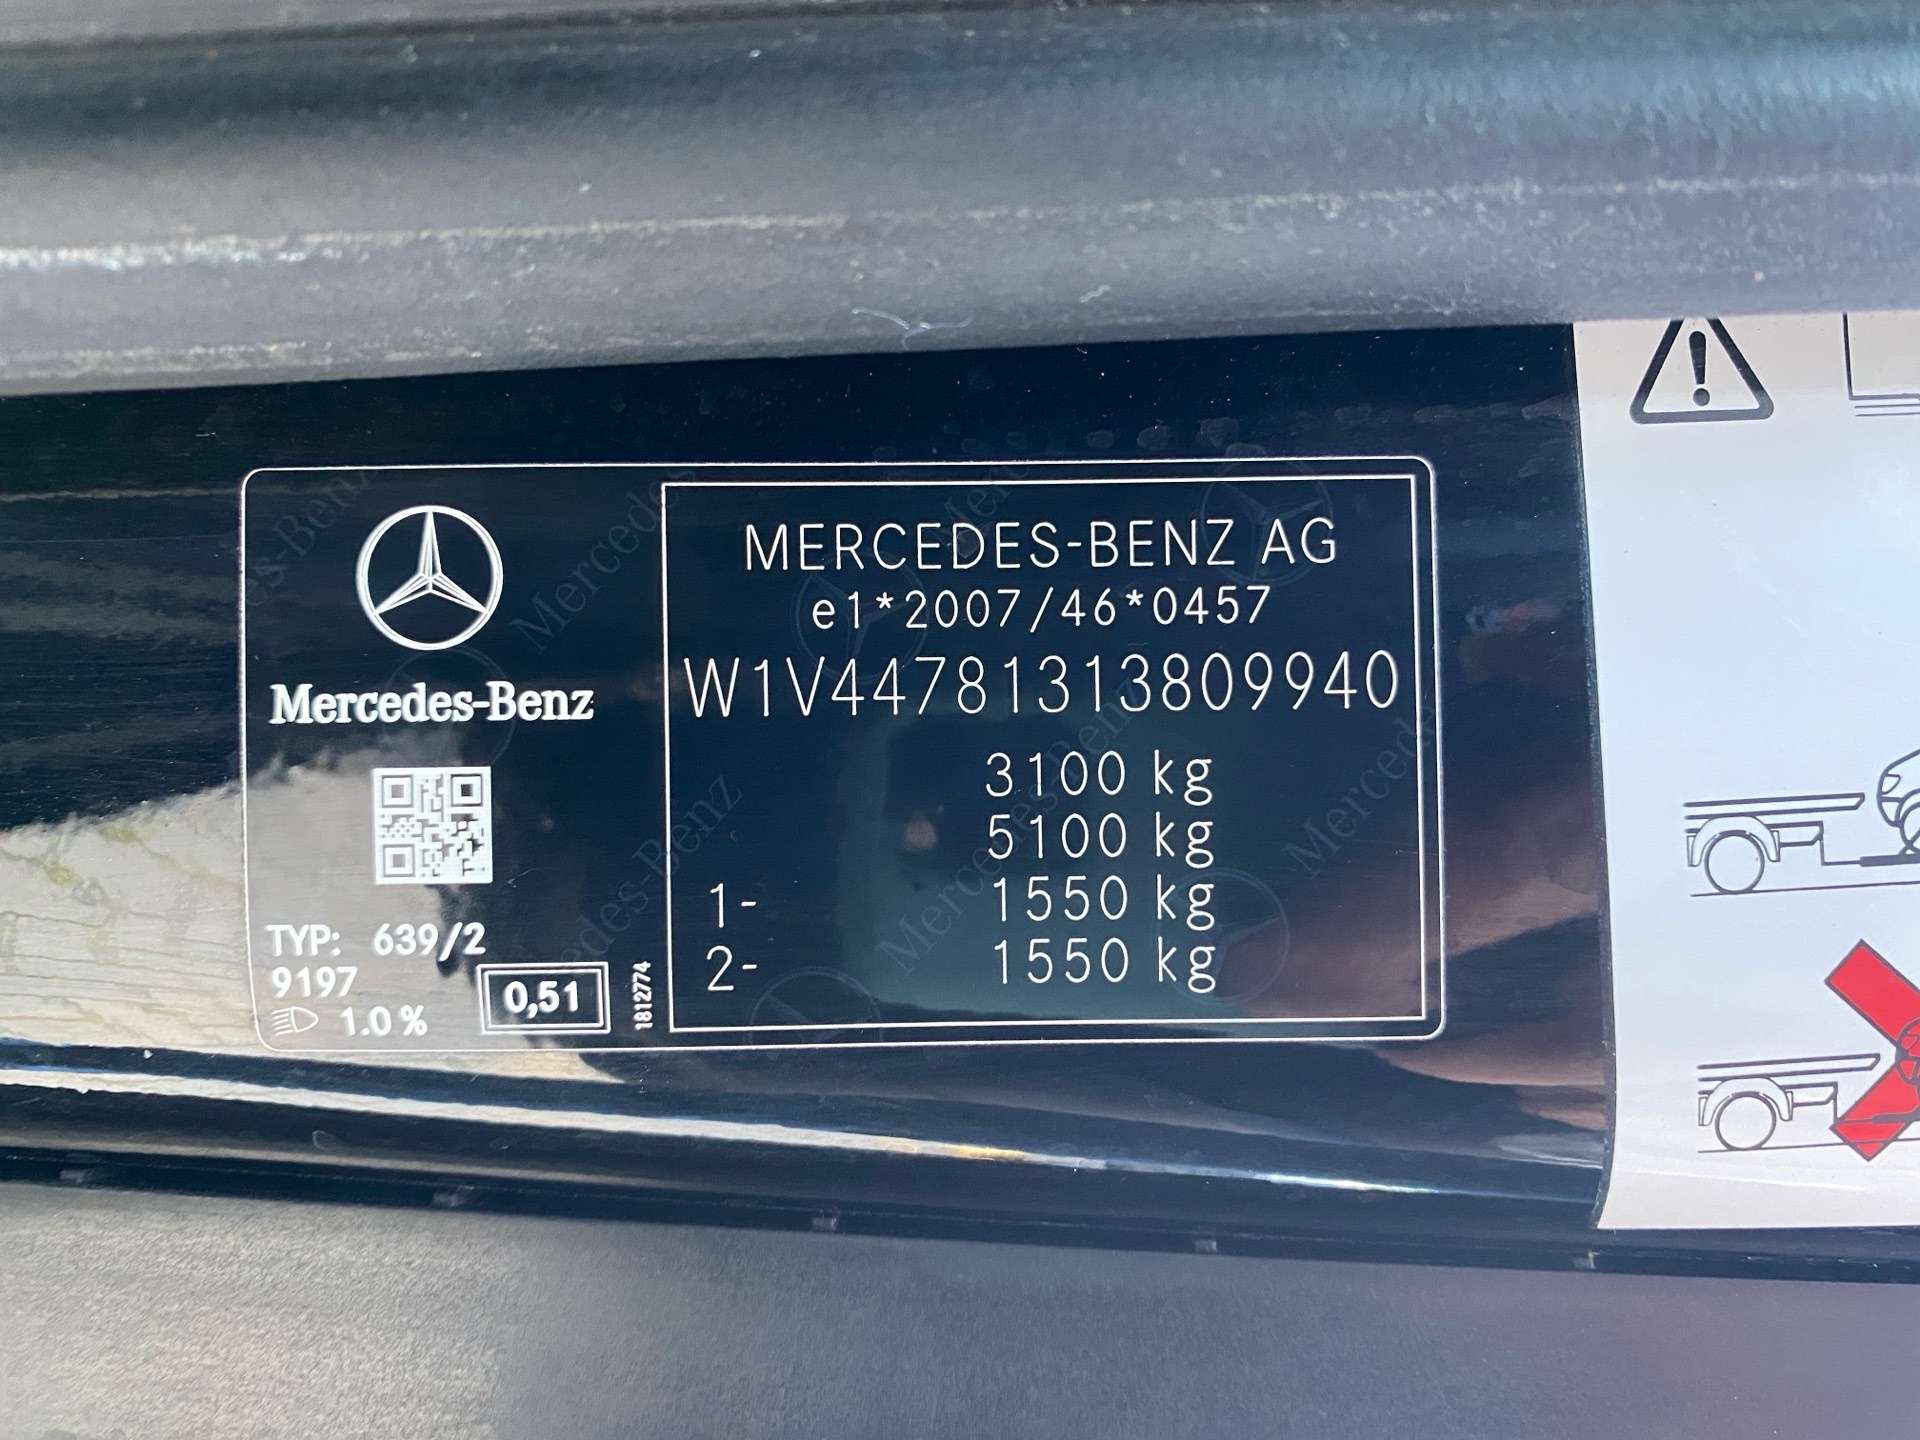 Mercedes-Benz
TYP: 639/2
9197
1.0 %
0,51
1812774
MERCEDES-BENZ AG
e1*2007/46*0457
W1V44781313809940
3100 kg
5100 kg
1- 1550 kg
2- 1550 kg